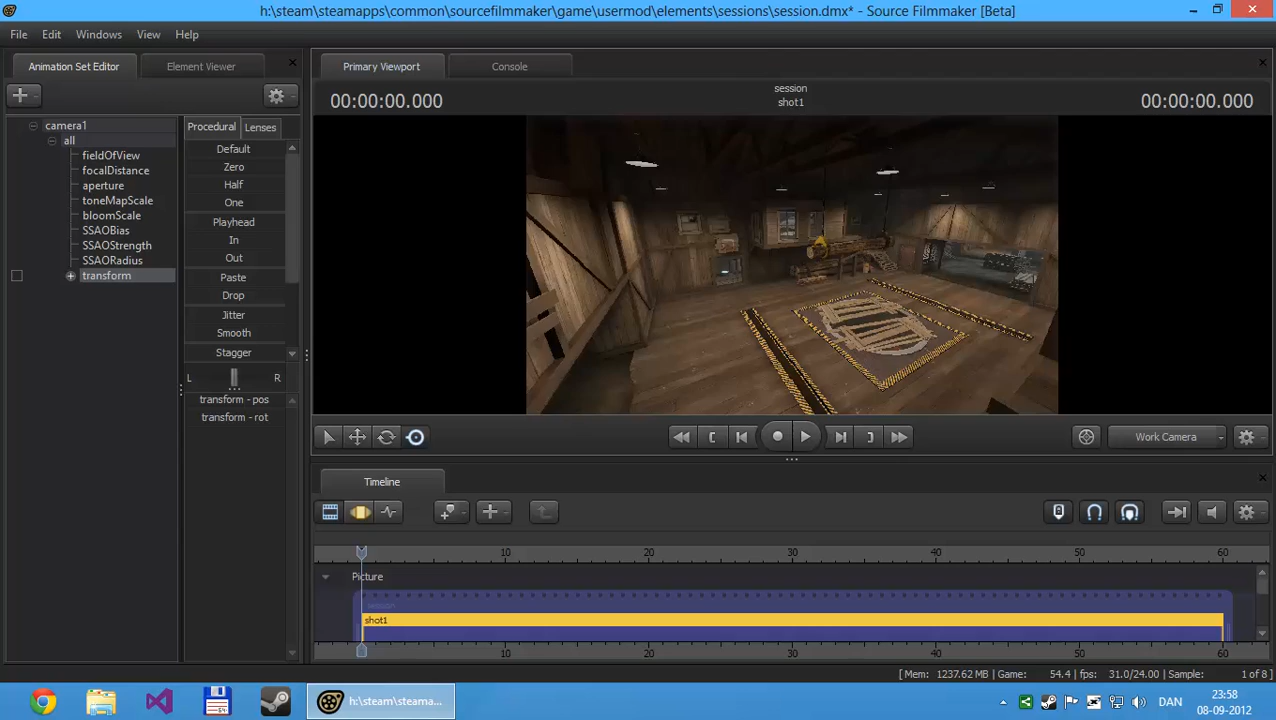 h:\steam\steamapps\common\sourcefilmmaker\game\usermod\elements\sessions\session.dmx* - Source Filmmaker [Beta]
File Edit Windows View Help
Animation Set Editor Element Viewer
Primary Viewport Console
00:00:00.000
session
shot1
00:00:00.000
camera1
all
fieldOfView
focalDistance
aperture
toneMapScale
bloomScale
SSAOBias
SSAOStrength
SSAORadius
transform
Procedural Lenses
Default
Zero
Half
One
Playhead
In
Out
Paste
Drop
Jitter
Smooth
Stagger
L R
transform - pos
transform - rot
Work Camera
Timeline
10 20 30 40 50 60
Picture
session
shot1
10 20 30 40 50 60
[ Mem: 1237.62 MB | Game: 54.4 | fps: 31.0/24.00 | Sample: 1 of 8 ]
h:\steam\steama...
DAN
23:58
08-09-2012